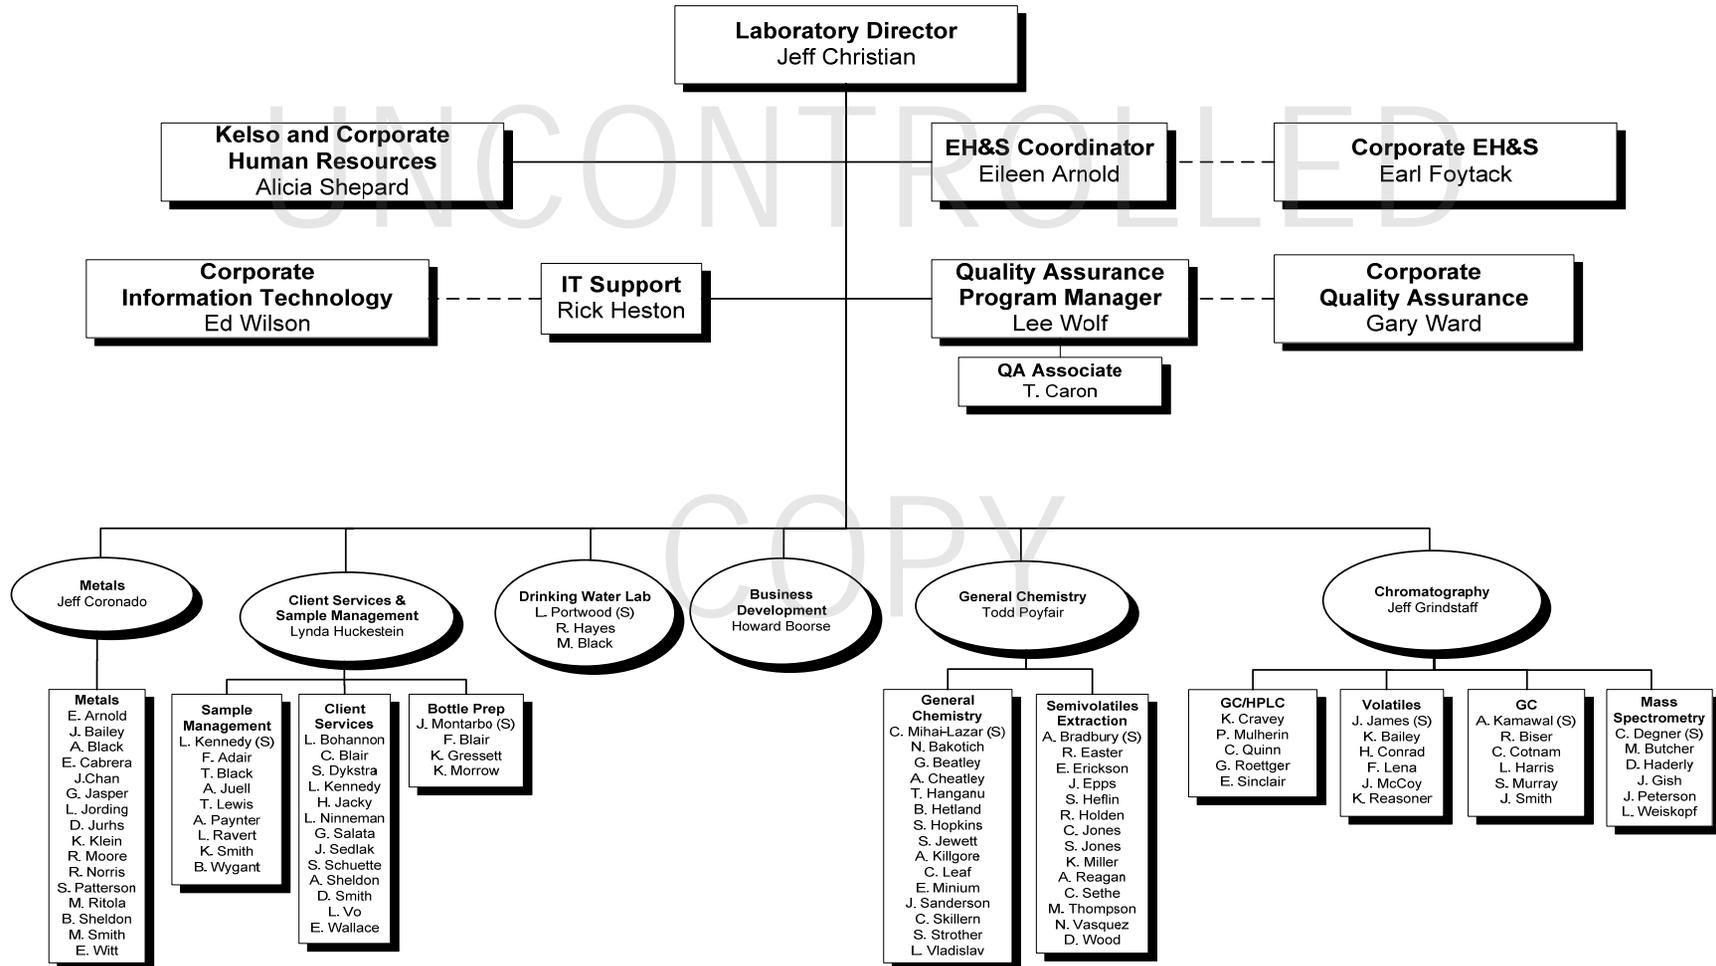 Laboratory Director
Jeff Christian
UNCONTROLLED
Kelso and Corporate
Human Resources
Alicia Shepard
EH&S Coordinator
Eileen Arnold
Corporate EH&S
Earl Foytack
Corporate
Information Technology
Ed Wilson
IT Support
Rick Heston
Quality Assurance
Program Manager
Lee Wolf
Corporate
Quality Assurance
Gary Ward
QA Associate
T. Caron
COPY
Metals
Jeff Coronado
Client Services &
Sample Management
Lynda Huckestein
Drinking Water Lab
L. Portwood (S)
R. Hayes
M. Black
Business
Development
Howard Boorse
General Chemistry
Todd Poyfair
Chromatography
Jeff Grindstaff
Metals
E. Arnold
J. Bailey
A. Black
E. Cabrera
J.Chan
G. Jasper
L. Jording
D. Jurhs
K. Klein
R. Moore
R. Norris
S. Patterson
M. Ritola
B. Sheldon
M. Smith
E. Witt
Sample
Management
L. Kennedy (S)
F. Adair
T. Black
A. Juell
T. Lewis
A. Paynter
L. Ravert
K. Smith
B. Wygant
Client
Services
L. Bohannon
C. Blair
S. Dykstra
L. Kennedy
H. Jacky
L. Ninneman
G. Salata
J. Sedlak
S. Schuette
A. Sheldon
D. Smith
L. Vo
E. Wallace
Bottle Prep
J. Montarbo (S)
F. Blair
K. Gressett
K. Morrow
General
Chemistry
C. Mihai-Lazar (S)
N. Bakotich
G. Beatley
A. Cheatley
T. Hanganu
B. Hetland
S. Hopkins
S. Jewett
A. Killgore
C. Leaf
E. Minium
J. Sanderson
C. Skillern
S. Strother
L. Vladislav
Semivolatiles
Extraction
A. Bradbury (S)
R. Easter
E. Erickson
J. Epps
S. Heflin
R. Holden
C. Jones
S. Jones
K. Miller
A. Reagan
C. Sethe
M. Thompson
N. Vasquez
D. Wood
GC/HPLC
K. Cravey
P. Mulherin
C. Quinn
G. Roettger
E. Sinclair
Volatiles
J. James (S)
K. Bailey
H. Conrad
F. Lena
J. McCoy
K. Reasoner
GC
A. Kamawal (S)
R. Biser
C. Cotnam
L. Harris
S. Murray
J. Smith
Mass
Spectrometry
C. Degner (S)
M. Butcher
D. Haderly
J. Gish
J. Peterson
L. Weiskopf